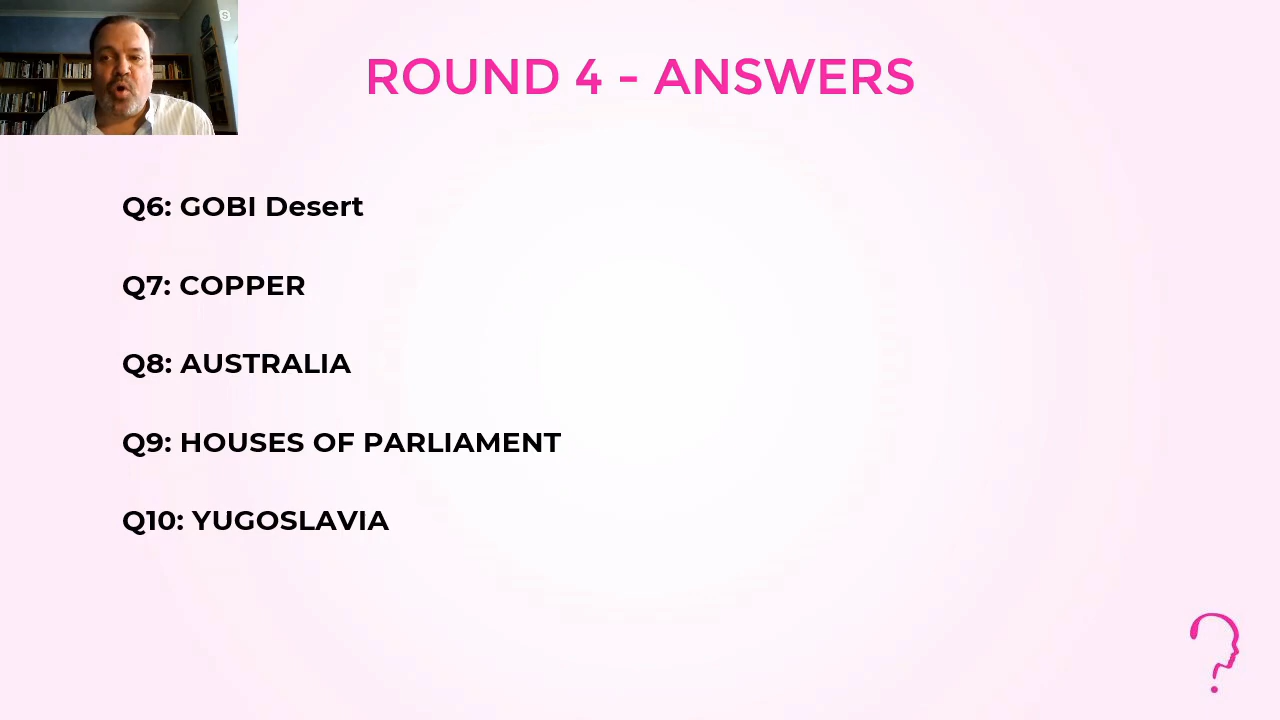 ROUND 4 - ANSWERS
Q6: GOBI Desert
Q7: COPPER
Q8: AUSTRALIA
Q9: HOUSES OF PARLIAMENT
Q10: YUGOSLAVIA